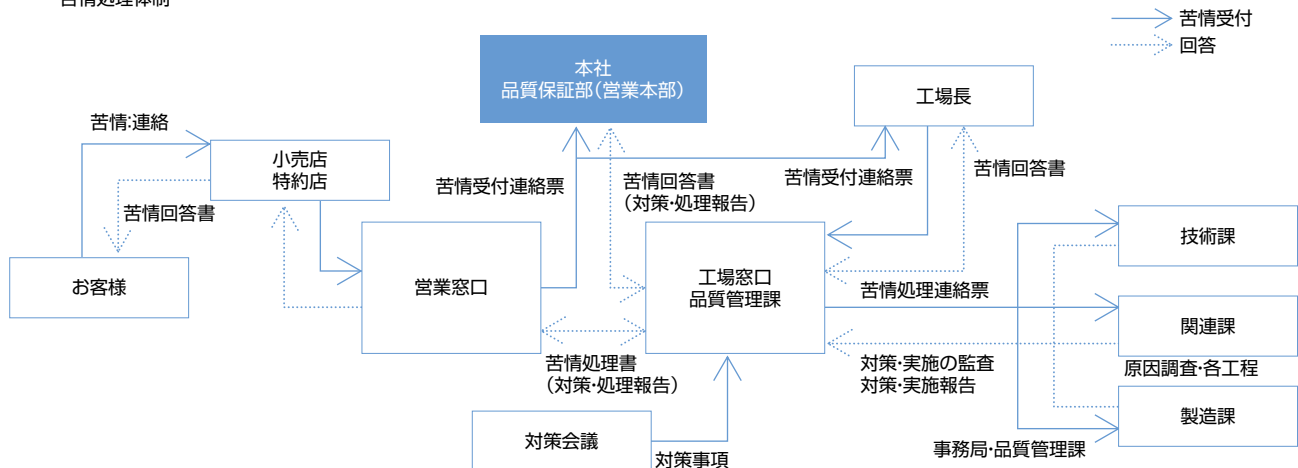 苦情処理体制
苦情受付
回答
本社
品質保証部(営業本部)
工場長
苦情:連絡
小売店
特約店
苦情受付連絡票
苦情回答書
(対策・処理報告)
苦情受付連絡票
苦情回答書
苦情回答書
技術課
お客様
営業窓口
工場窓口
品質管理課
苦情処理連絡票
関連課
苦情処理書
(対策・処理報告)
対策・実施の監査
対策・実施報告
原因調査・各工程
製造課
対策会議
対策事項
事務局・品質管理課